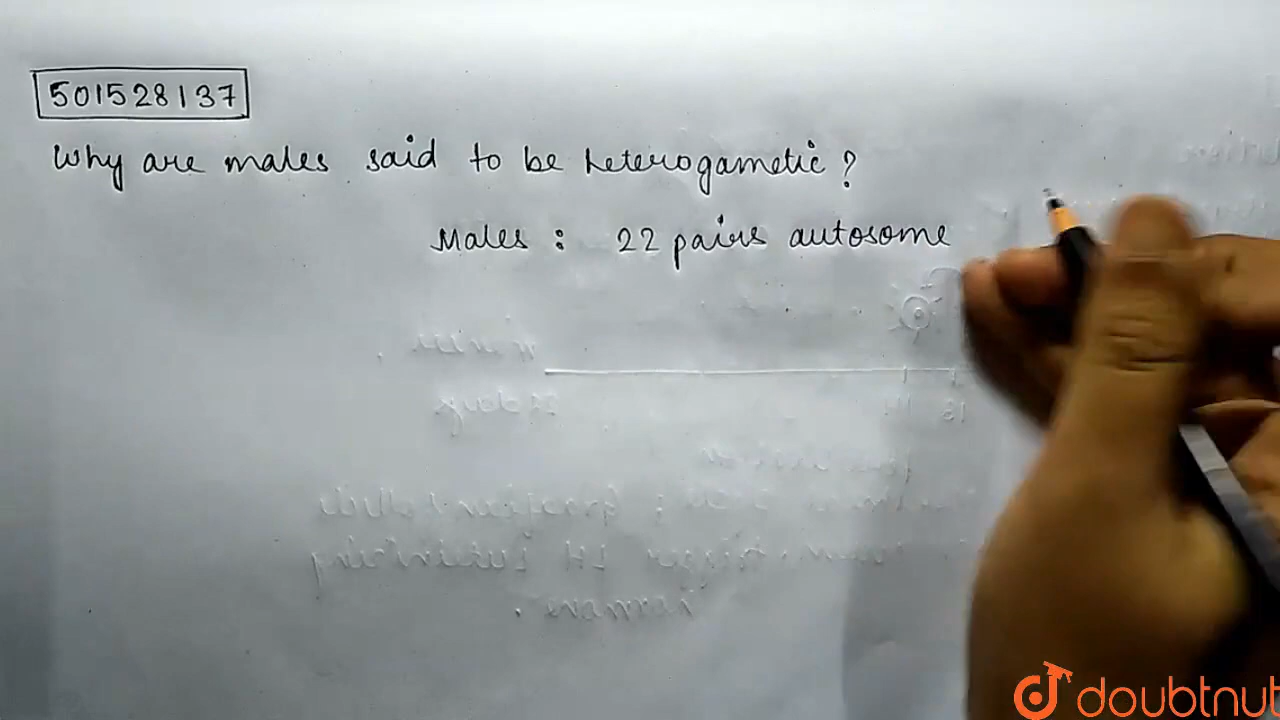 501528137
Why are males said to be heterogametic?
Males : 22 pairs autosome
doubtnut